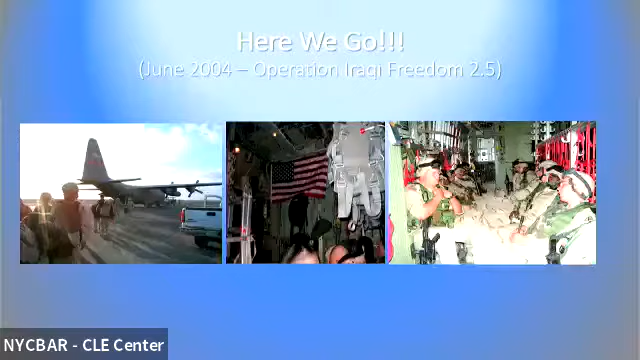 Here We Go!!!
(June 2004 – Operation Iraqi Freedom 2.5)
NYCBAR - CLE Center